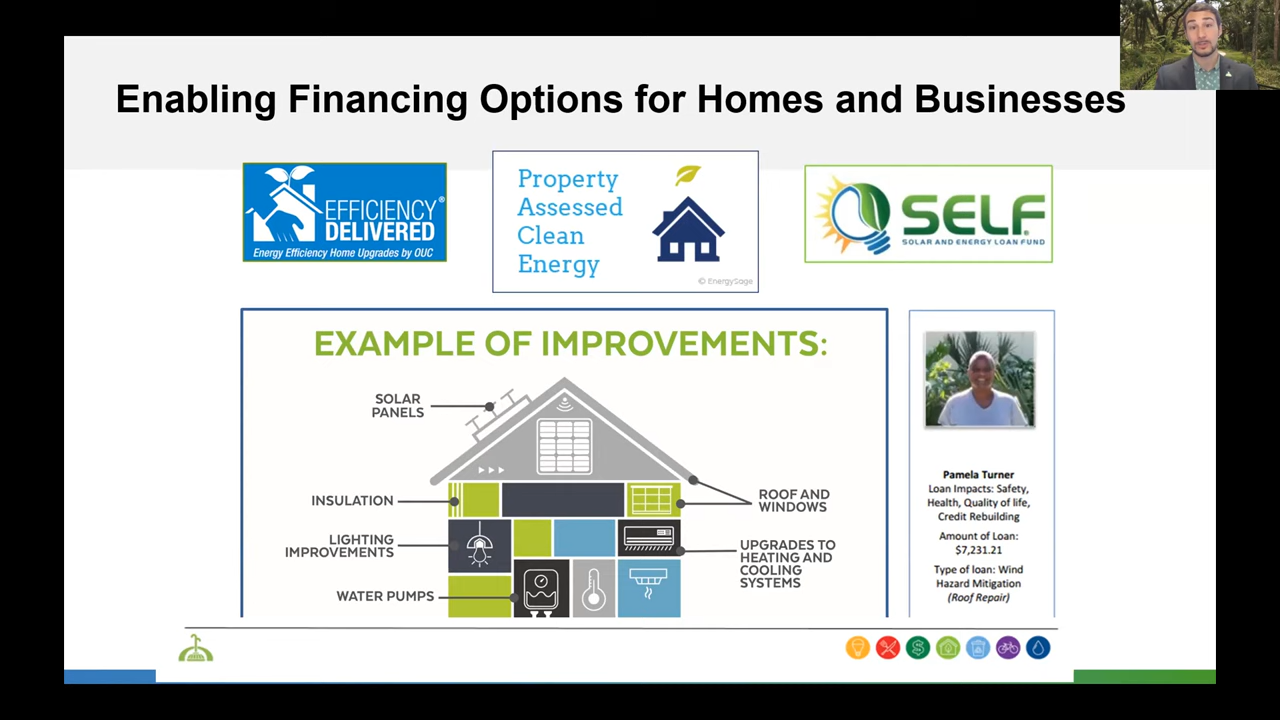 Enabling Financing Options for Homes and Businesses
EFFICIENCY®
DELIVERED
Energy Efficiency Home Upgrades by OUC
Property
Assessed
Clean
Energy
© EnergySage
SELF®
SOLAR AND ENERGY LOAN FUND
EXAMPLE OF IMPROVEMENTS:
SOLAR
PANELS
INSULATION
LIGHTING
IMPROVEMENTS
WATER PUMPS
ROOF AND
WINDOWS
UPGRADES TO
HEATING AND
COOLING
SYSTEMS
Pamela Turner
Loan Impacts: Safety,
Health, Quality of life,
Credit Rebuilding
Amount of Loan:
$7,231.21
Type of loan: Wind
Hazard Mitigation
(Roof Repair)